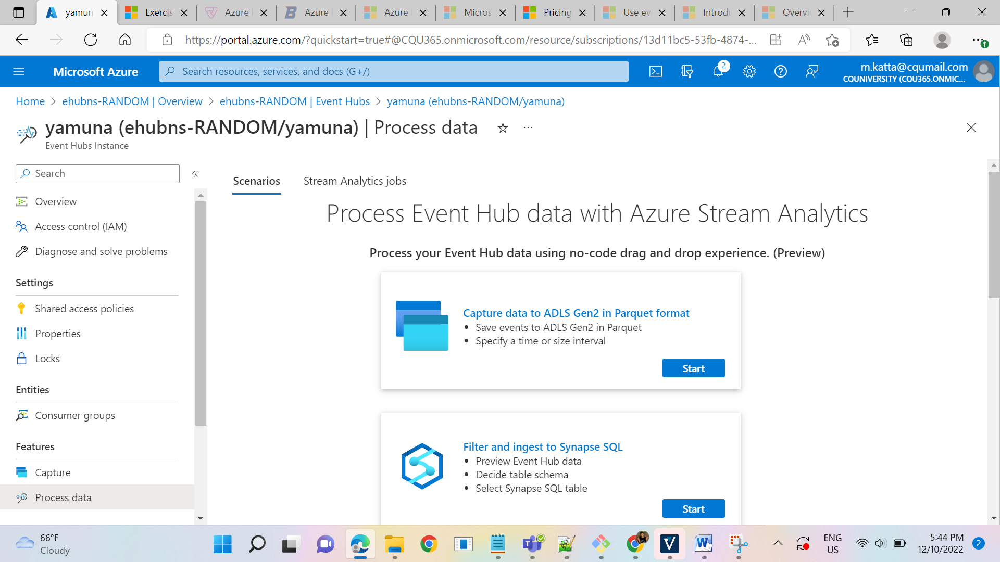 yamun
Exercis
Azure
Azure
Azure
Micros
Pricing
Use ev
Introdu
Overvi
https://portal.azure.com/?quickstart=true#@CQU365.onmicrosoft.com/resource/subscriptions/13d11bc5-53fb-4874-...
Microsoft Azure
Search resources, services, and docs (G+/)
2
m.katta@cqumail.com
CQUNIVERSITY (CQU365.ONMIC...
Home > ehubns-RANDOM | Overview > ehubns-RANDOM | Event Hubs > yamuna (ehubns-RANDOM/yamuna)
yamuna (ehubns-RANDOM/yamuna) | Process data
Event Hubs Instance
Search
Overview
Access control (IAM)
Diagnose and solve problems
Settings
Shared access policies
Properties
Locks
Entities
Consumer groups
Features
Capture
Process data
Scenarios
Stream Analytics jobs
Process Event Hub data with Azure Stream Analytics
Process your Event Hub data using no-code drag and drop experience. (Preview)
Capture data to ADLS Gen2 in Parquet format
• Save events to ADLS Gen2 in Parquet
• Specify a time or size interval
Start
Filter and ingest to Synapse SQL
• Preview Event Hub data
• Decide table schema
• Select Synapse SQL table
Start
66°F
Cloudy
ENG
US
5:44 PM
12/10/2022
2